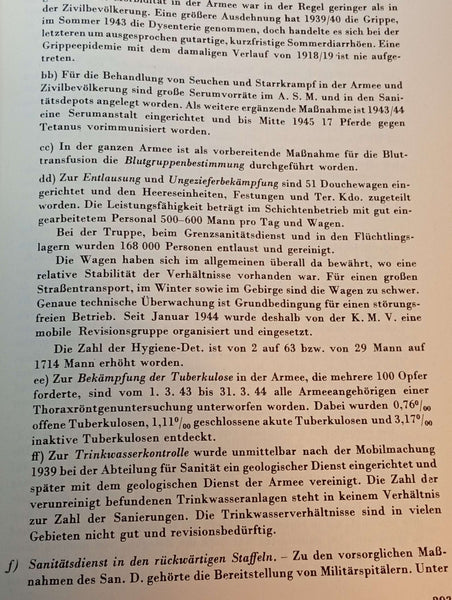 der Zivilbevölkerung. Eine größere Ausdehnung hat 1939/40 die Grippe,
im Sommer 1943 die Dysenterie genommen, doch handelte es sich bei der
letzteren um ausgesprochen gutartige, kurzfristige Sommerdiarrhöen. Eine
Grippeepidemie mit dem damaligen Verlauf von 1918/19 ist nie aufge-
treten.
bb) Für die Behandlung von Seuchen und Starrkrampf in der Armee und
Zivilbevölkerung sind große Serumvorräte im A. S. M. und in den Sani-
tätsdepots angelegt worden. Als weitere ergänzende Maßnahme ist 1943/44
eine Serumanstalt eingerichtet und bis Mitte 1945 17 Pferde gegen
Tetanus vorimmunisiert worden.
cc) In der ganzen Armee ist als vorbereitende Maßnahme für die Blut-
transfusion die Blutgruppenbestimmung durchgeführt worden.
dd) Zur Entlausung und Ungezieferbekämpfung sind 51 Douchewagen ein-
gerichtet und den Heereseinheiten, Festungen und Ter. Kdo. zugeteilt
worden. Die Leistungsfähigkeit beträgt im Schichtenbetrieb mit gut ein-
gearbeitetem Personal 500–600 Mann pro Tag und Wagen.
Bei der Truppe, beim Grenzsanitätsdienst und in den Flüchtlings-
lagern wurden 168 000 Personen entlaust und gereinigt.
Die Wagen haben sich im allgemeinen überall da bewährt, wo eine
relative Stabilität der Verhältnisse vorhanden war. Für einen großen
Straßentransport, im Winter sowie im Gebirge sind die Wagen zu schwer.
Genaue technische Überwachung ist Grundbedingung für einen störungs-
freien Betrieb. Seit Januar 1944 wurde deshalb von der K. M. V. eine
mobile Revisionsgruppe organisiert und eingesetzt.
Die Zahl der Hygiene-Det. ist von 2 auf 63 bzw. von 29 Mann auf
1714 Mann erhöht worden.
ee) Zur Bekämpfung der Tuberkulose in der Armee, die mehrere 100 Opfer
forderte, sind vom 1. 3. 43 bis 31. 3. 44 alle Armeeangehörigen einer
Thoraxröntgenuntersuchung unterworfen worden. Dabei wurden 0,76⁰/₀₀
offene Tuberkulosen, 1,11⁰/₀₀ geschlossene akute Tuberkulosen und 3,17⁰/₀₀
inaktive Tuberkulosen entdeckt.
ff) Zur Trinkwasserkontrolle wurde unmittelbar nach der Mobilmachung
1939 bei der Abteilung für Sanität ein geologischer Dienst eingerichtet und
später mit dem geologischen Dienst der Armee vereinigt. Die Zahl der
verunreinigt befundenen Trinkwasseranlagen steht in keinem Verhältnis
zur Zahl der Sanierungen. Die Trinkwasserverhältnisse sind in vielen
Gebieten nicht gut und revisionsbedürftig.
f) Sanitätsdienst in den rückwärtigen Staffeln. – Zu den vorsorglichen Maß-
nahmen des San. D. gehörte die Bereitstellung von Militärspitälern. Unter